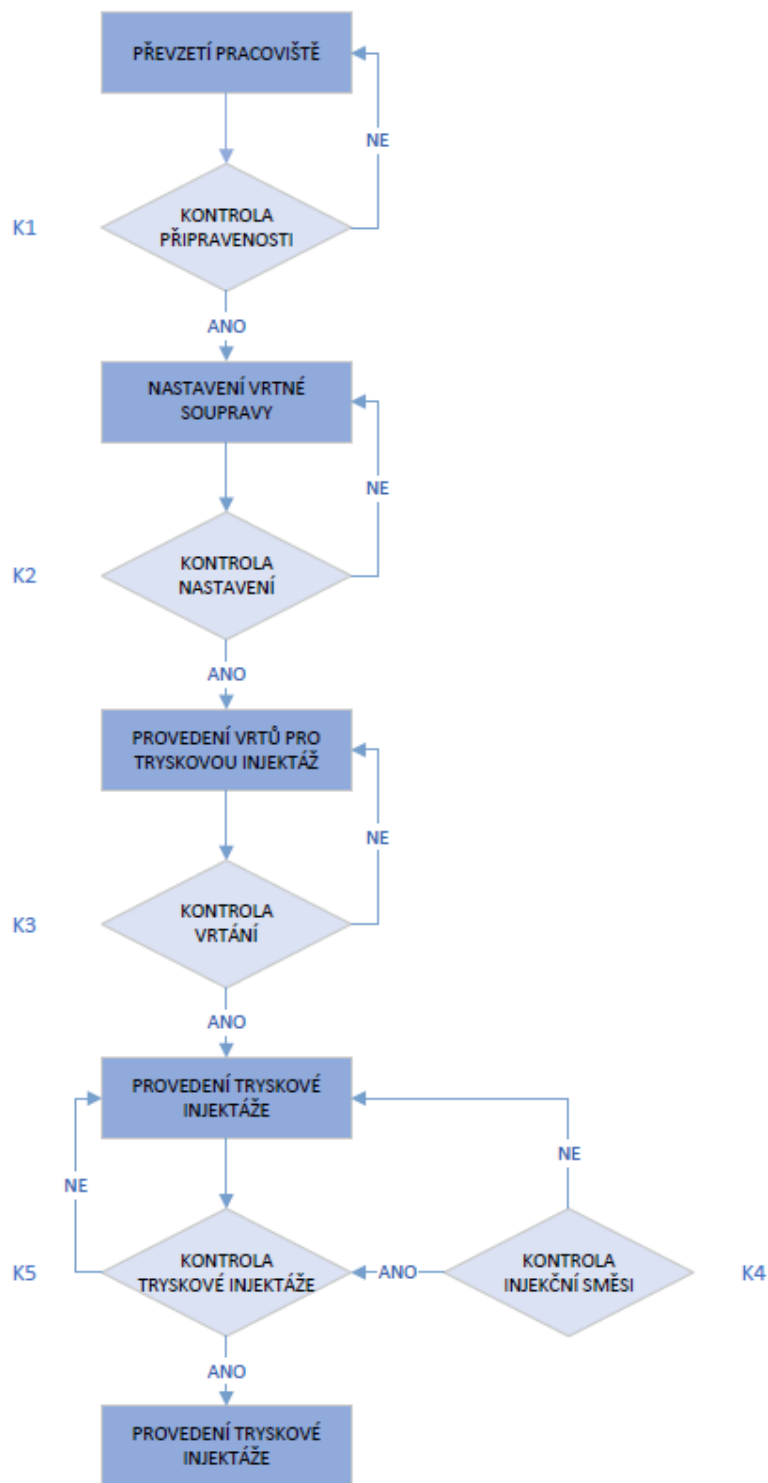 PŘEVZETÍ PRACOVIŠTĚ
NE
K1
KONTROLA
PŘIPRAVENOSTI
ANO
NASTAVENÍ VRTNÉ
SOUPRAVY
NE
K2
KONTROLA
NASTAVENÍ
ANO
PROVEDENÍ VRTŮ PRO
TRYSKOVOU INJEKTÁŽ
NE
K3
KONTROLA
VRTÁNÍ
ANO
PROVEDENÍ TRYSKOVÉ
INJEKTÁŽE
NE
NE
K5
KONTROLA
TRYSKOVÉ INJEKTÁŽE
ANO
KONTROLA
INJEKČNÍ SMĚSI
K4
ANO
PROVEDENÍ TRYSKOVÉ
INJEKTÁŽE